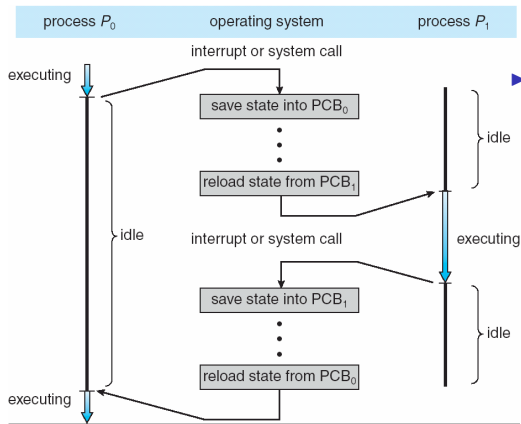 process P0 operating system process P1
interrupt or system call
executing
save state into PCB0
idle
reload state from PCB1
idle
interrupt or system call
executing
save state into PCB1
idle
reload state from PCB0
executing